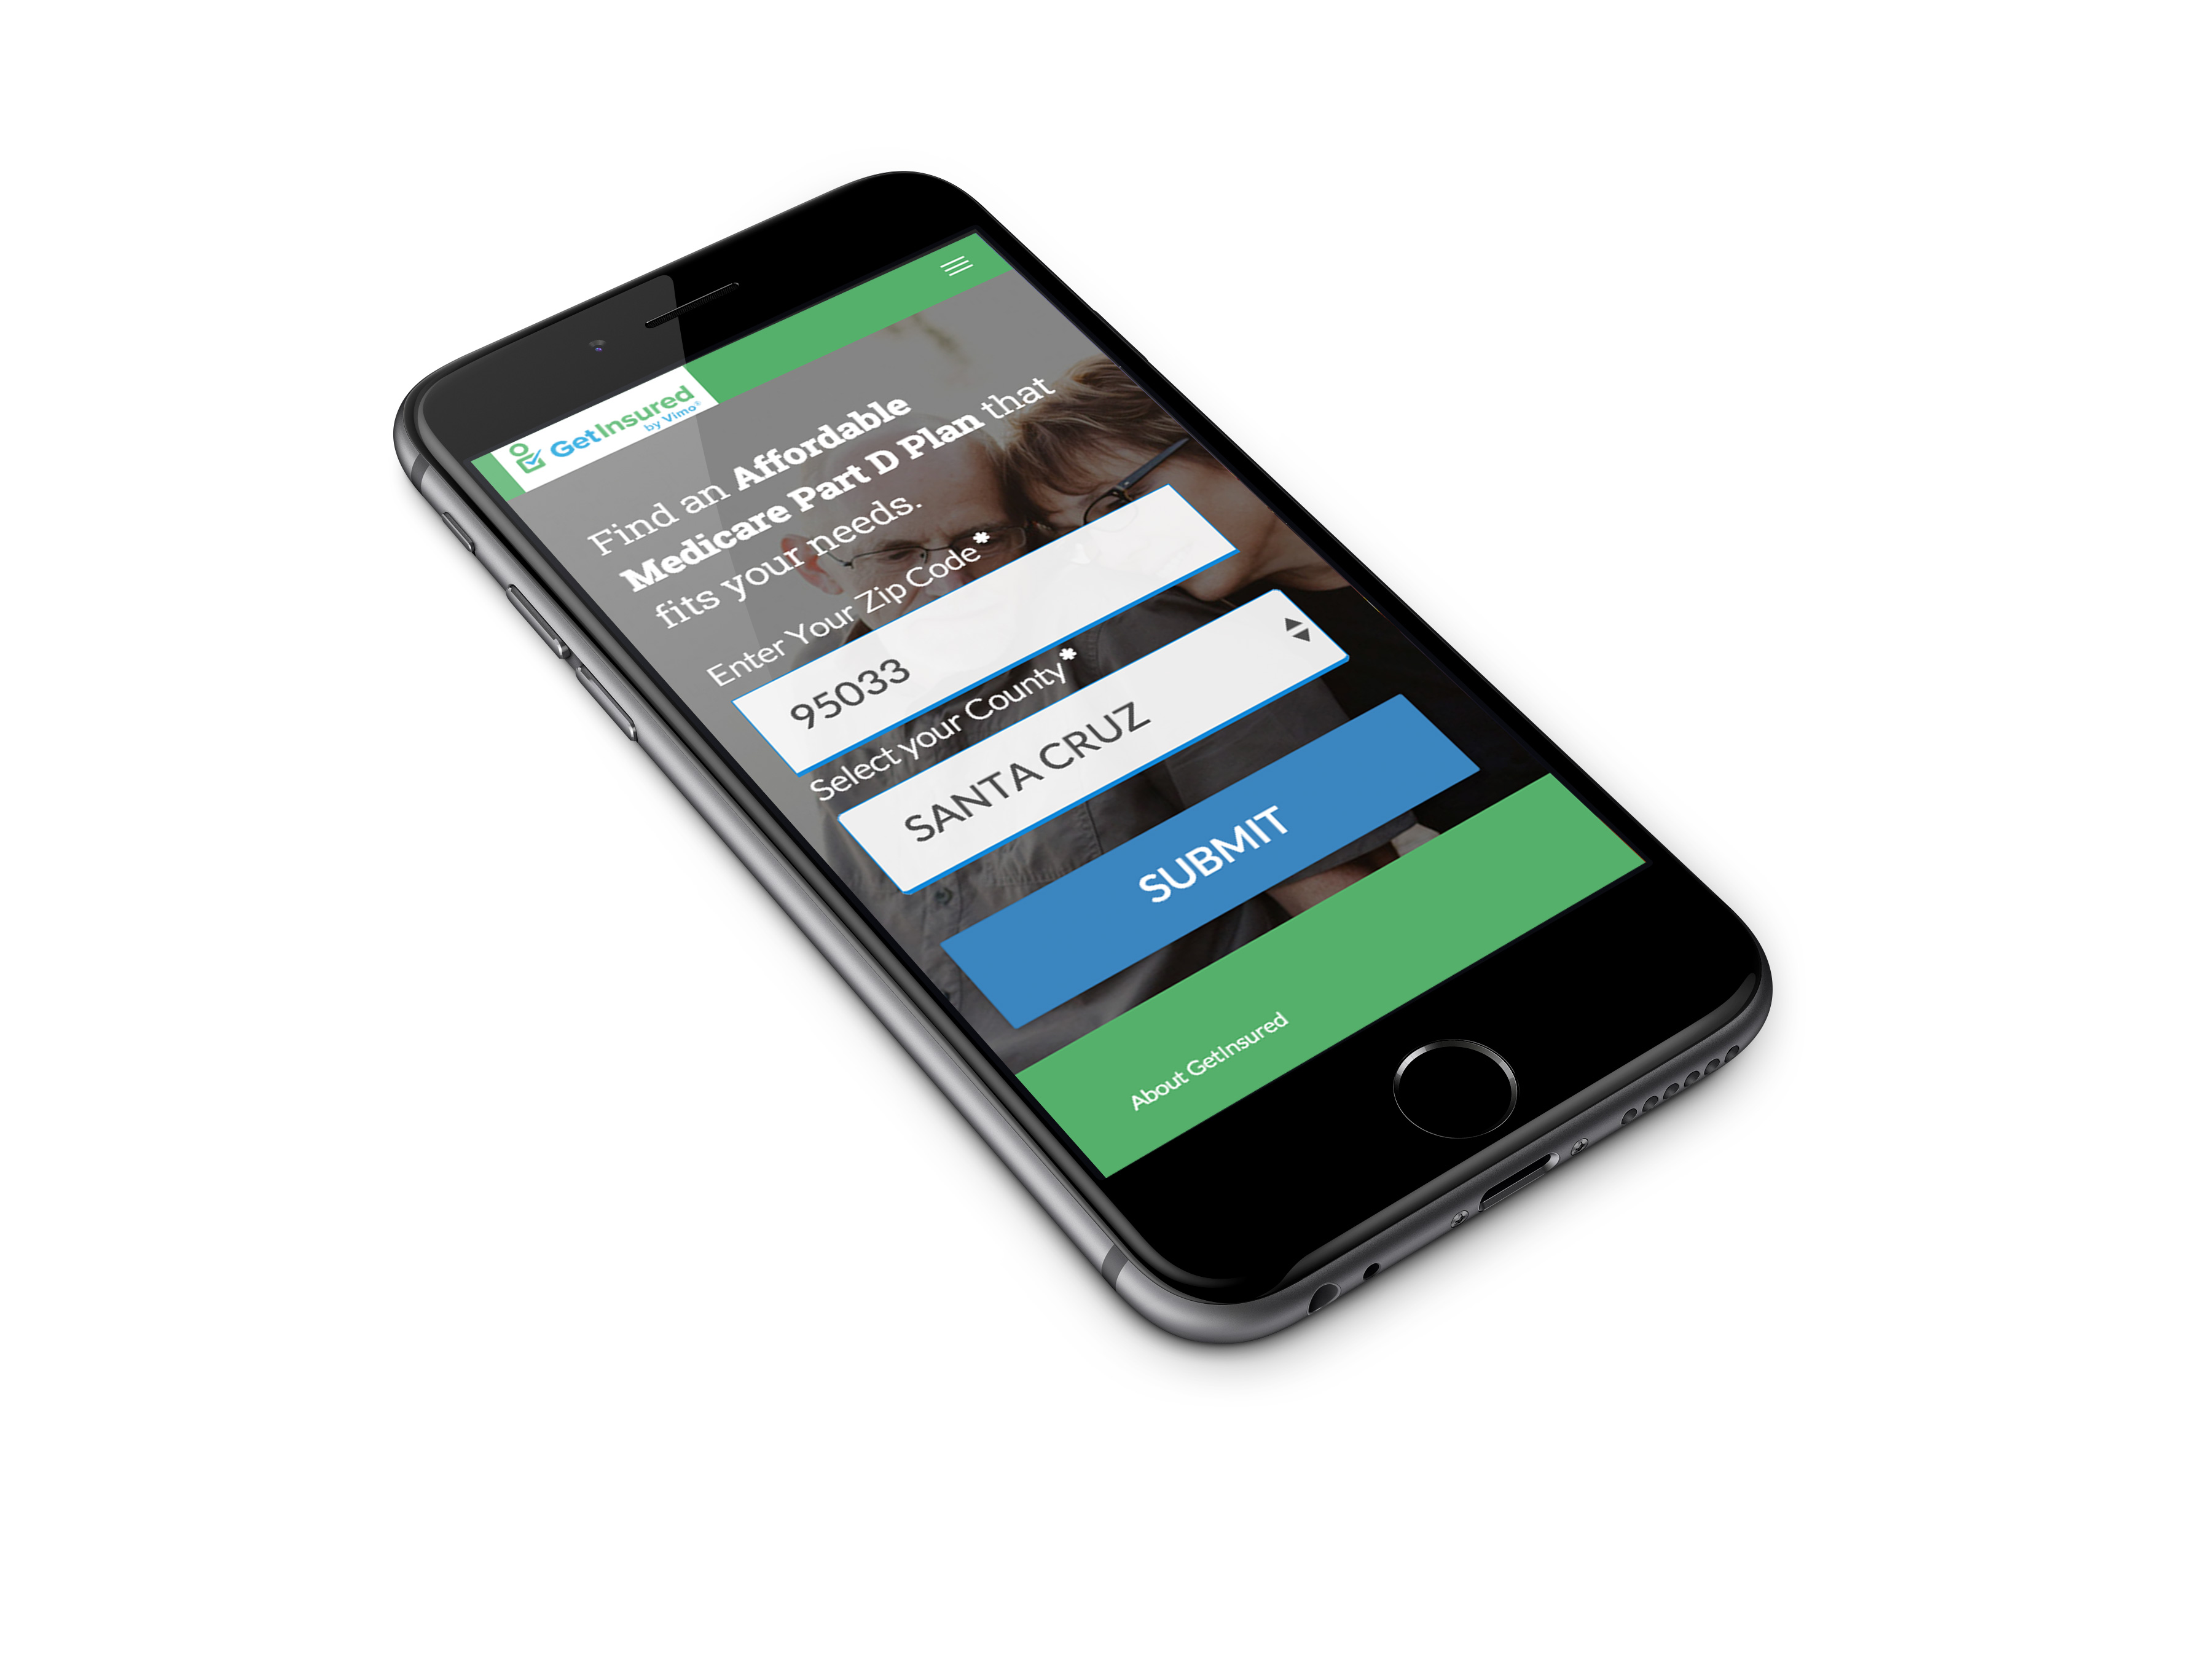 GetInsured
by Vimo®
Find an Affordable
Medicare Part D Plan that
fits your needs.
Enter Your Zip Code*
95033
Select your County*
SANTA CRUZ
SUBMIT
About GetInsured